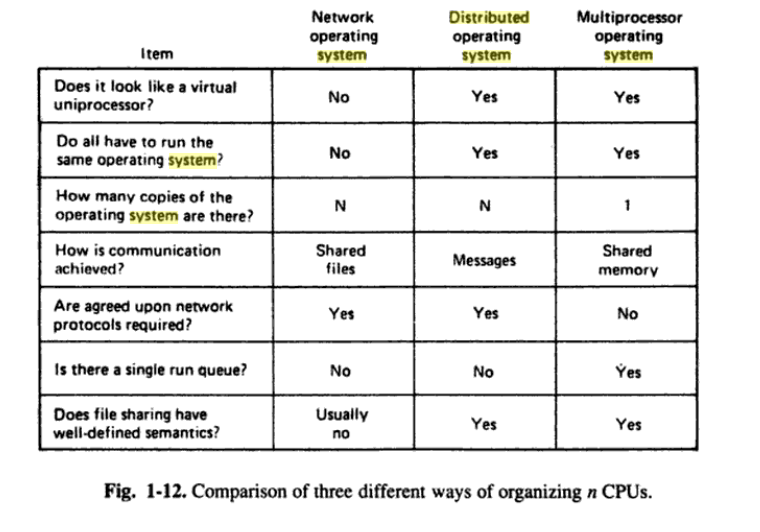 Item
Network
operating
system
Distributed
operating
system
Multiprocessor
operating
system
Does it look like a virtual
uniprocessor?
No
Yes
Yes
Do all have to run the
same operating system?
No
Yes
Yes
How many copies of the
operating system are there?
N
N
1
How is communication
achieved?
Shared
files
Messages
Shared
memory
Are agreed upon network
protocols required?
Yes
Yes
No
Is there a single run queue?
No
No
Yes
Does file sharing have
well-defined semantics?
Usually
no
Yes
Yes
Fig. 1-12. Comparison of three different ways of organizing n CPUs.